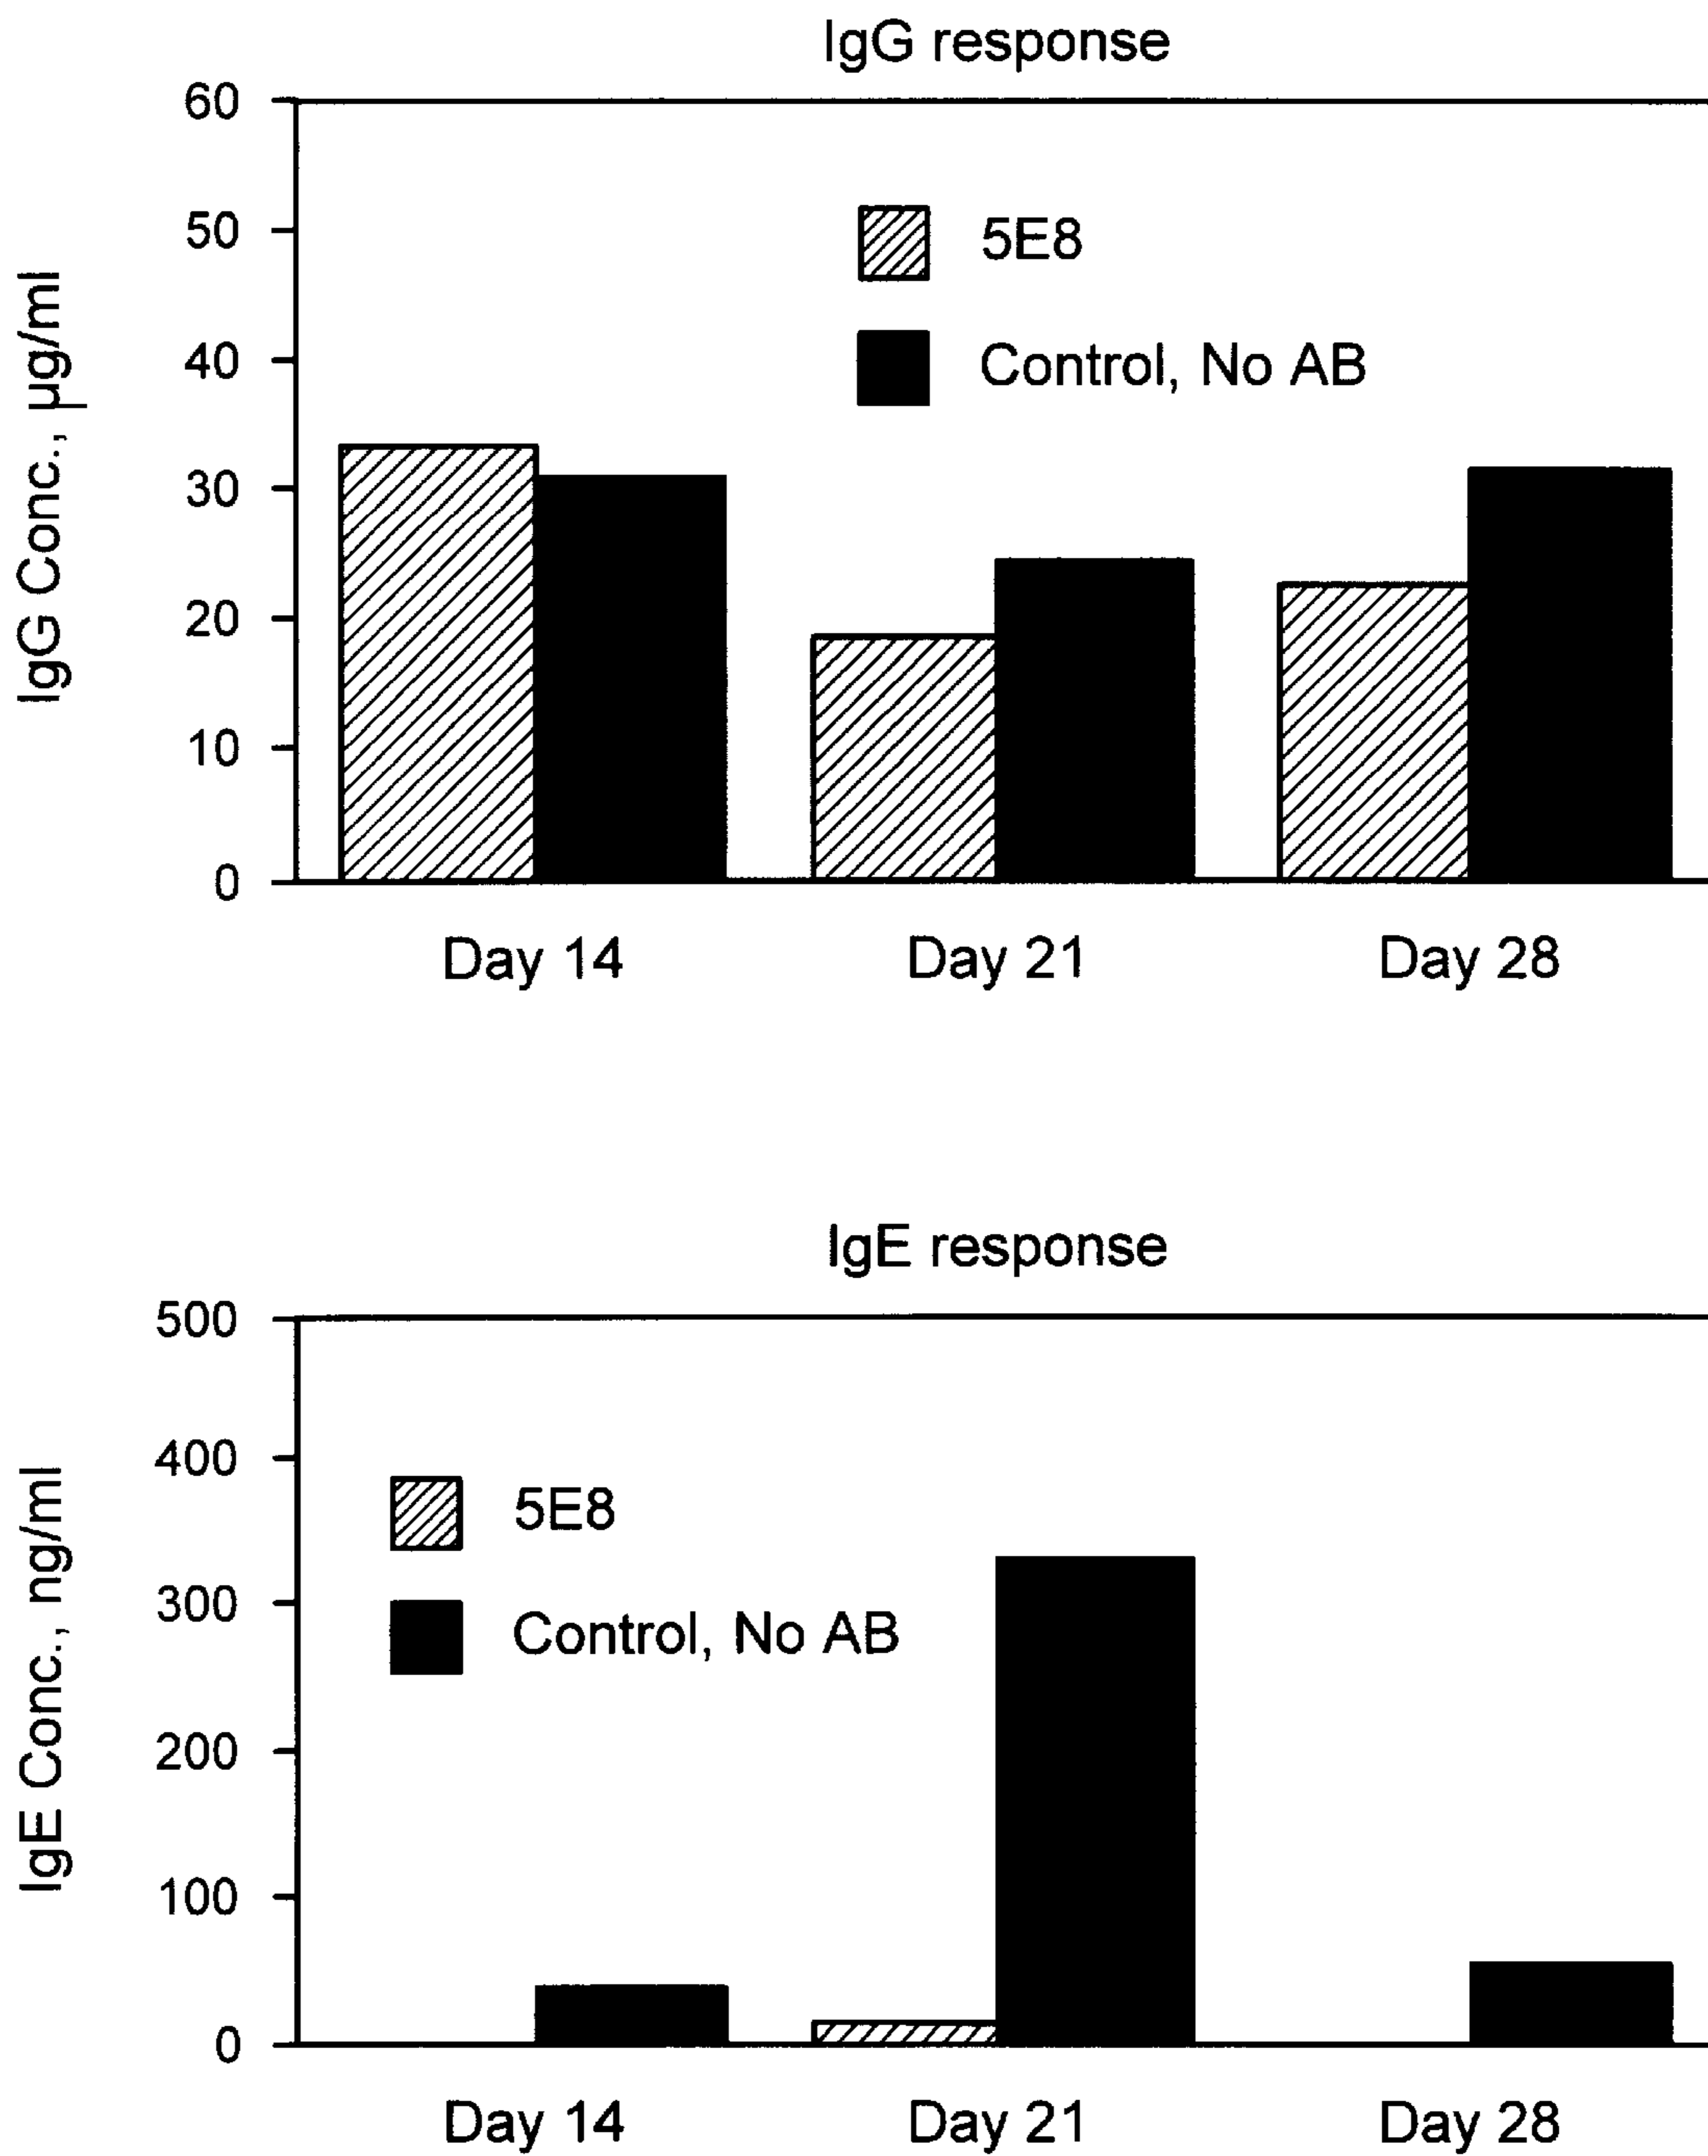 IgG response
IgG Conc., µg/ml
60
50
40
30
20
10
0
5E8
Control, No AB
Day 14 Day 21 Day 28
IgE response
IgE Conc., ng/ml
500
400
300
200
100
0
5E8
Control, No AB
Day 14 Day 21 Day 28